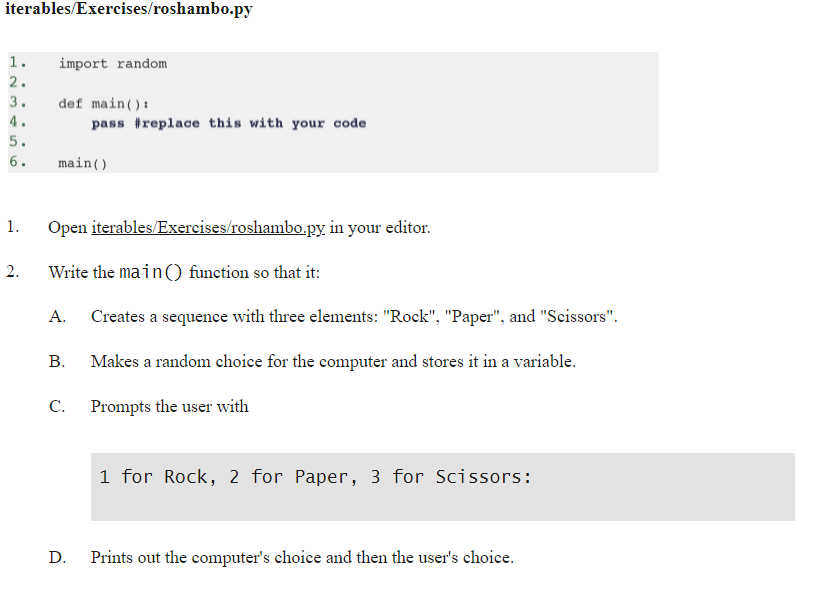 iterables/Exercises/roshambo.py
1. import random
2.
3. def main():
4. pass #replace this with your code
5.
6. main()
1. Open iterables/Exercises/roshambo.py in your editor.
2. Write the main() function so that it:
A. Creates a sequence with three elements: "Rock", "Paper", and "Scissors".
B. Makes a random choice for the computer and stores it in a variable.
C. Prompts the user with
1 for Rock, 2 for Paper, 3 for Scissors:
D. Prints out the computer's choice and then the user's choice.